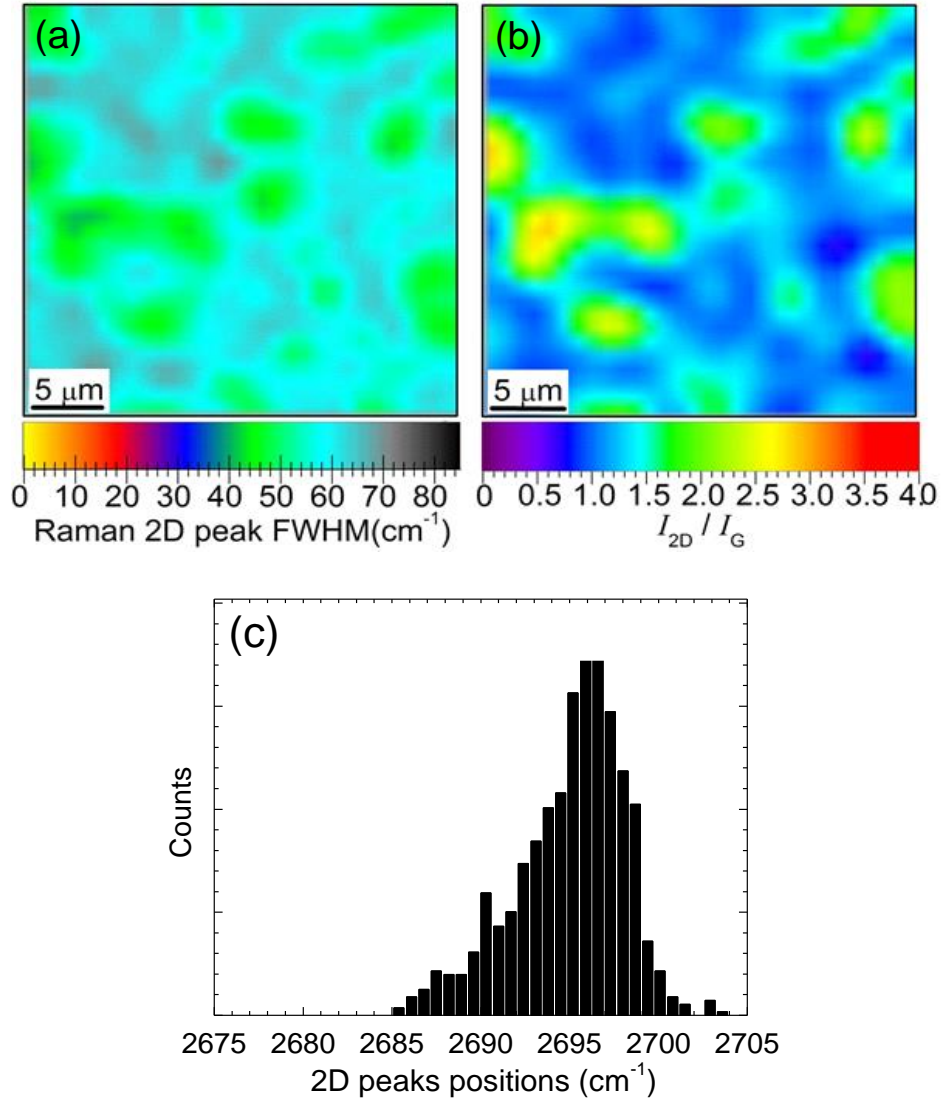 (a)
(b)
5 μm
5 μm
0 10 20 30 40 50 60 70 80
0 0.5 1.0 1.5 2.2 2.5 3.0 3.5 4.0
Raman 2D peak FWHM(cm⁻¹)
I2D / IG
(c)
Counts
2675 2680 2685 2690 2695 2700 2705
2D peaks positions (cm⁻¹)